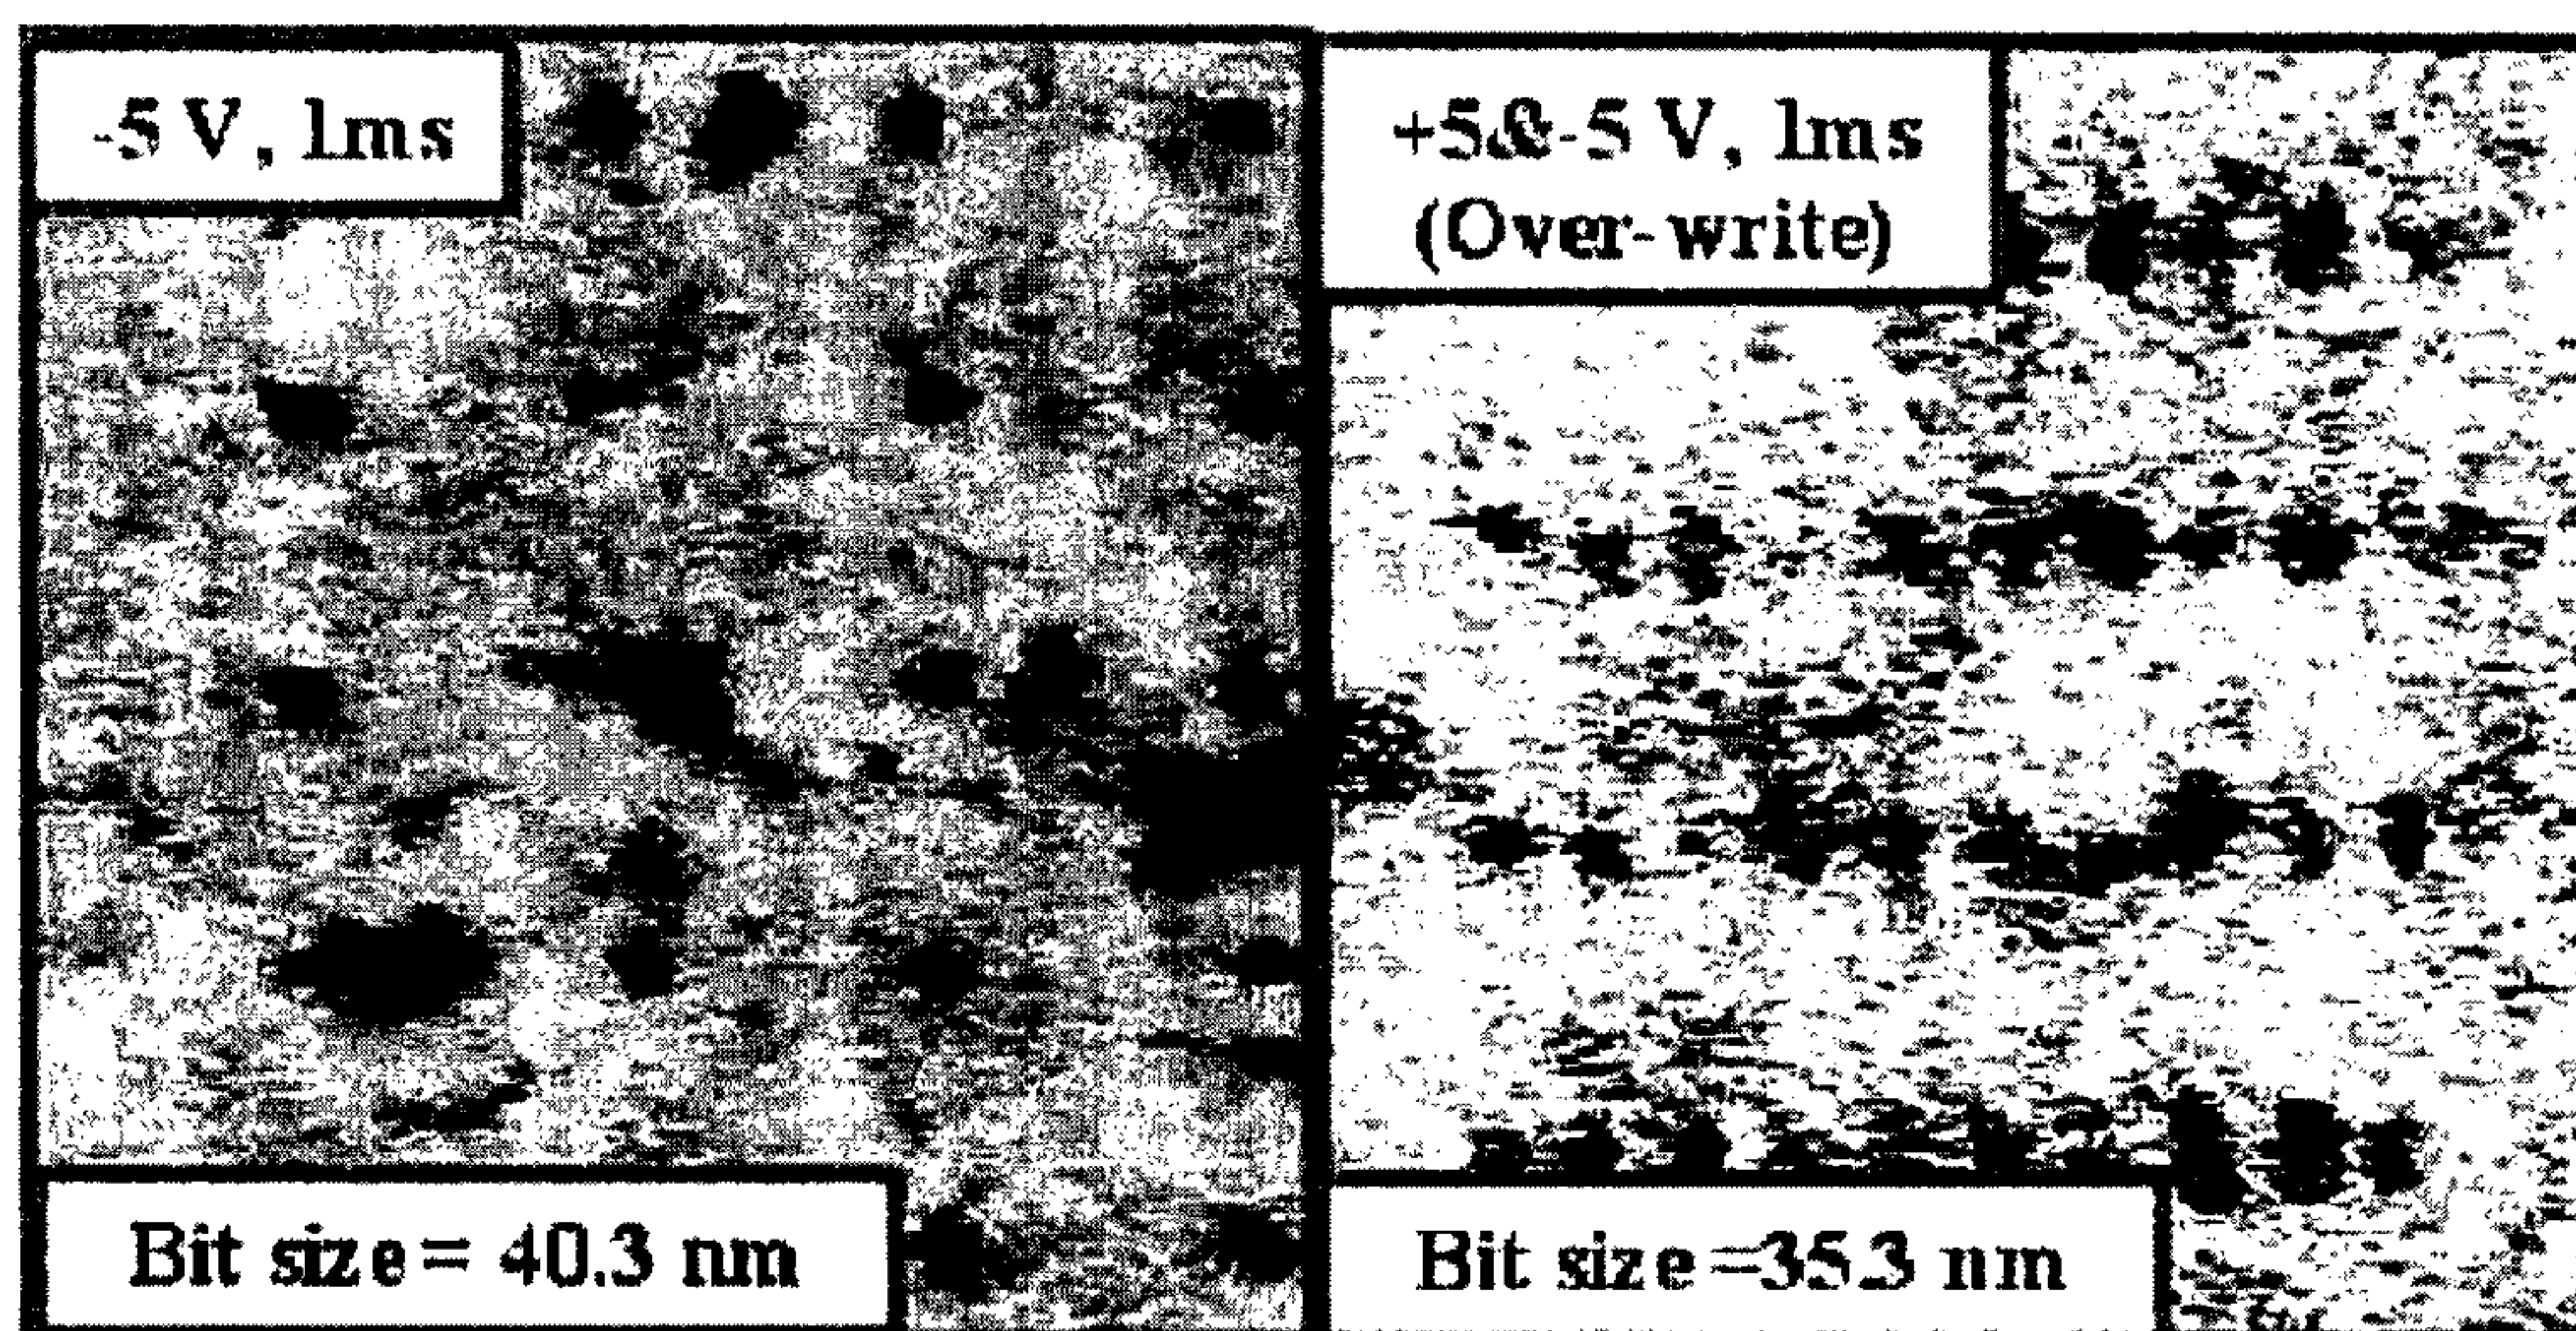 -5 V, 1ms
+5&-5 V, 1ms
(Over-write)
Bit size = 40.3 nm
Bit size =35.3 nm